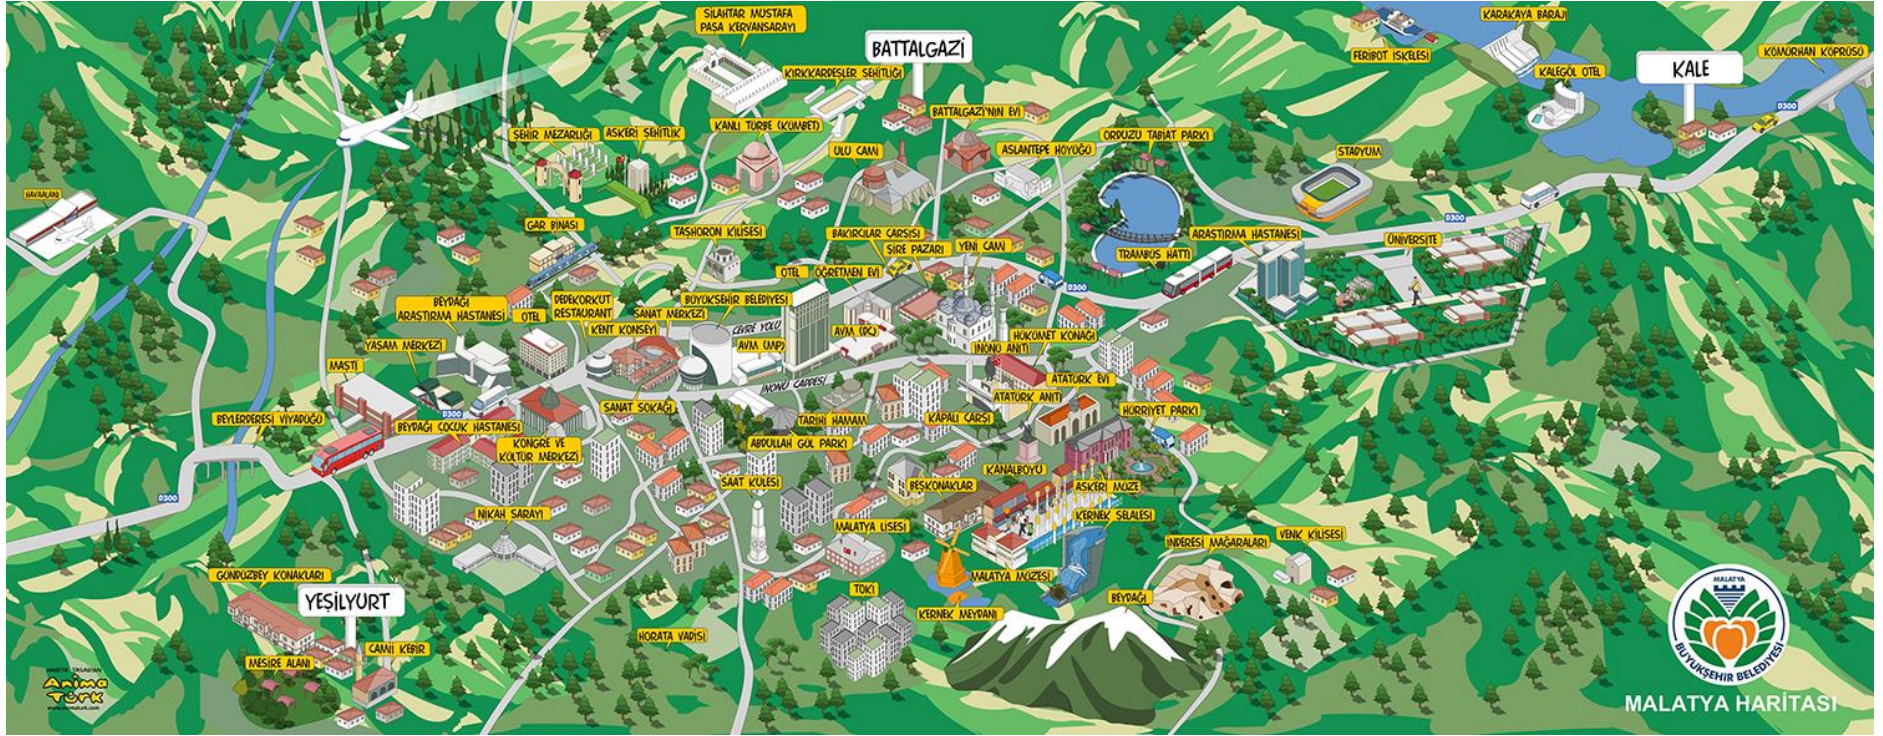 SİLAHTAR MUSTAFA
PAŞA KERVANSARAYI
BATTALGAZİ
KARAKAYA BARAJI
FERİBOT İSKELESİ
KALE
KÖMÜRHAN KÖPRÜSÜ
KALEGÖL OTEL
D300
KIRKKARDEŞLER ŞEHİTLİĞİ
BATTALGAZİ'NİN EVİ
KANLI TÜRBE (KÜMBET)
ŞEHİR MEZARLIĞI
ASKERİ ŞEHİTLİK
ULU CAMİ
ASLANTEPE HÖYÜĞÜ
ORDUZU TABİAT PARKI
STADYUM
HAVAALANI
GAR BİNASI
TAŞHORON KİLİSESİ
BAKIRCILAR ÇARŞISI
ŞİRE PAZARI
YENİ CAMİ
D300
ARAŞTIRMA HASTANESİ
ÜNİVERSİTE
TRAMBÜS HATTI
OTEL
ÖĞRETMEN EVİ
D300
BEYDAĞI
ARAŞTIRMA HASTANESİ
OTEL
DEDEKORKUT
RESTAURANT
BÜYÜKŞEHİR BELEDİYESİ
SANAT MERKEZİ
KENT KONSEYİ
ÇEVRE YOLU
AVM (PC)
AVM (MP)
HÜKÜMET KONAĞI
İNÖNÜ ANITI
YAŞAM MERKEZİ
MAŞTİ
İNÖNÜ CADDESİ
ATATÜRK EVİ
ATATÜRK ANITI
SANAT SOKAĞI
D300
BEYLERDERESİ VİYADÜĞÜ
BEYDAĞI ÇOCUK HASTANESİ
TARİHİ HAMAM
KAPALI ÇARŞI
HÜRRİYET PARKI
KONGRE VE
KÜLTÜR MERKEZİ
ABDULLAH GÜL PARKI
D300
KANALBOYU
SAAT KULESİ
BEŞKONAKLAR
ASKERİ MÜZE
NİKAH SARAYI
KERNEK ŞELALESİ
MALATYA LİSESİ
İNDERESİ MAĞARALARI
VENK KİLİSESİ
GÜNDÜZBEY KONAKLARI
MALATYA MÜZESİ
YEŞİLYURT
TOKİ
BEYDAĞI
KERNEK MEYDANI
HORATA VADİSİ
CAMİİ KEBİR
MESİRE ALANI
HARİTA TASARIM
Anima
Türk
www.animaturk.com
MALATYA
BÜYÜKŞEHİR BELEDİYESİ
MALATYA HARİTASI